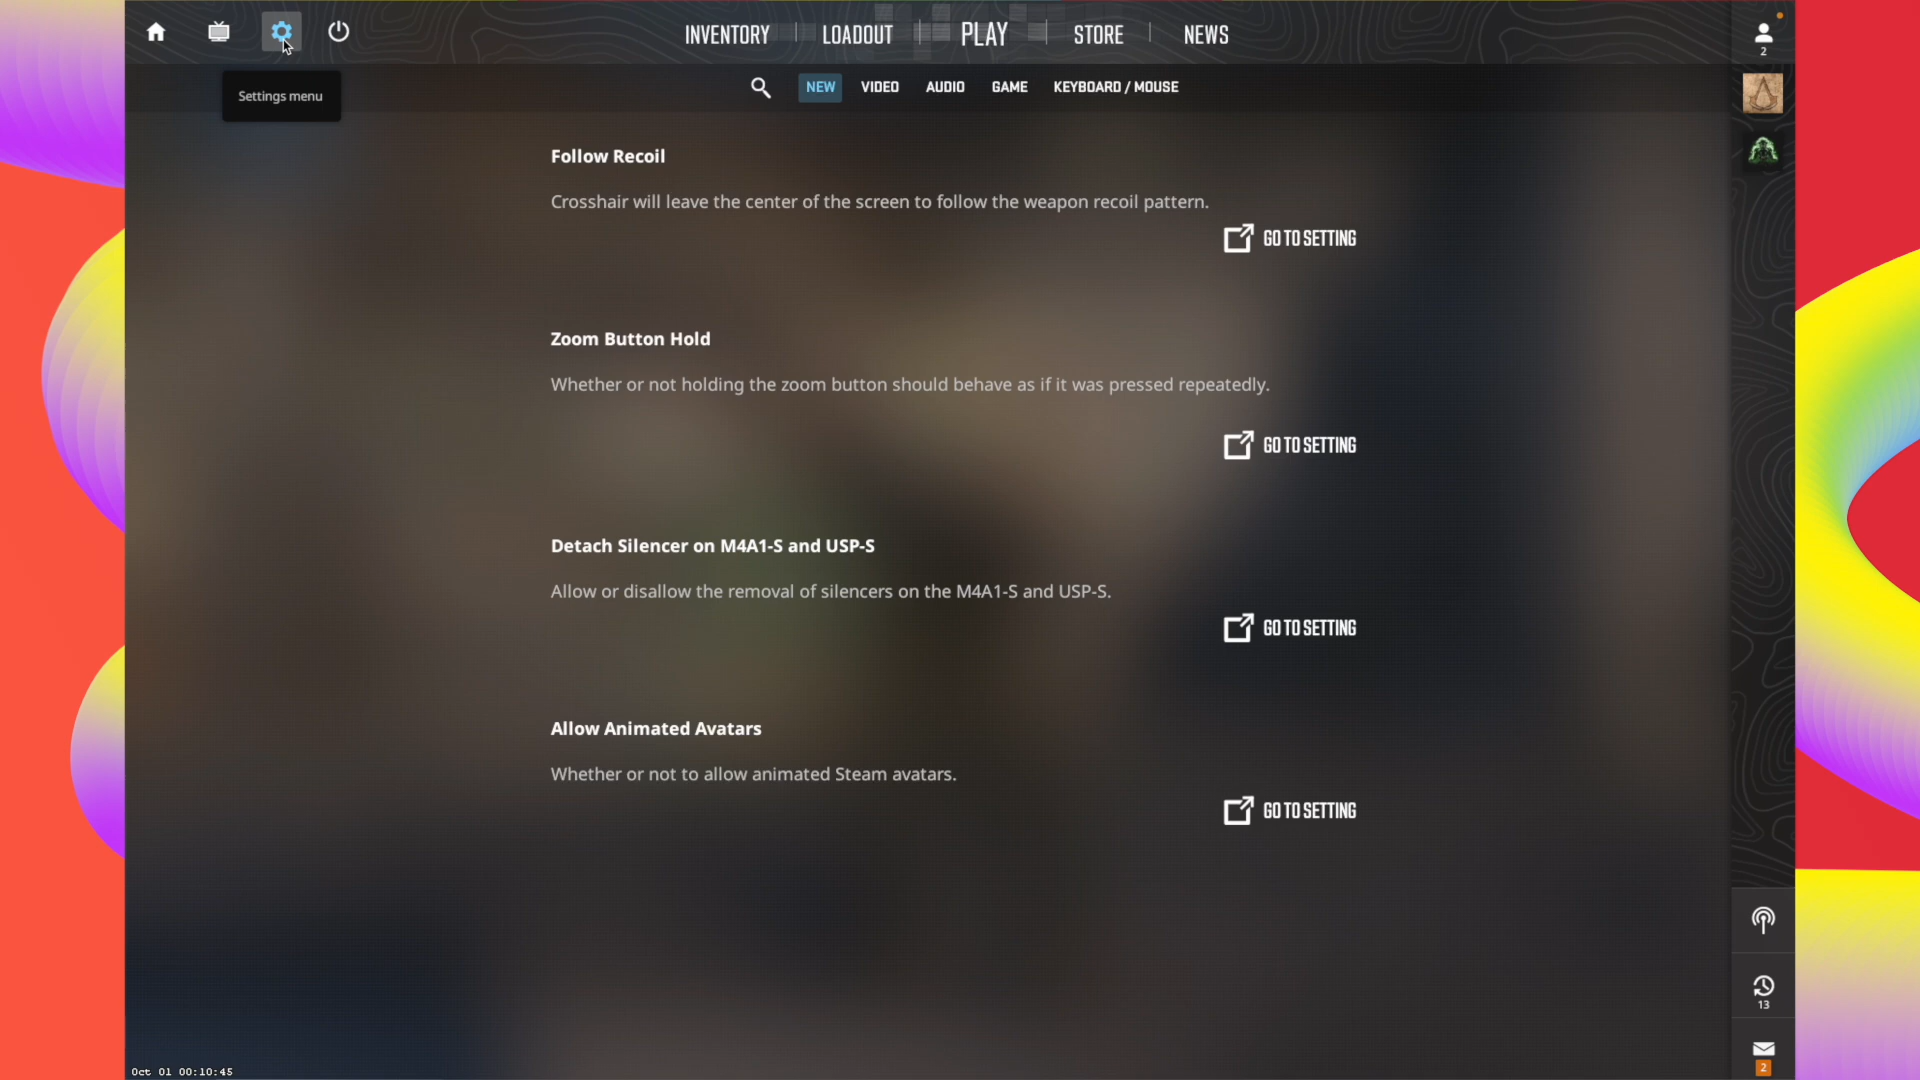 INVENTORY
LOADOUT
PLAY
STORE
NEWS
2
Settings menu
NEW
VIDEO
AUDIO
GAME
KEYBOARD / MOUSE
Follow Recoil
Crosshair will leave the center of the screen to follow the weapon recoil pattern.
GO TO SETTING
Zoom Button Hold
Whether or not holding the zoom button should behave as if it was pressed repeatedly.
GO TO SETTING
Detach Silencer on M4A1-S and USP-S
Allow or disallow the removal of silencers on the M4A1-S and USP-S.
GO TO SETTING
Allow Animated Avatars
Whether or not to allow animated Steam avatars.
GO TO SETTING
13
2
Oct 01 00:10:45